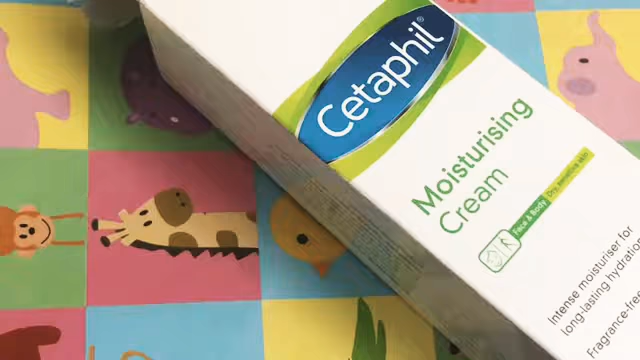 Cetaphil®
Moisturising
Cream
Face & Body
Dry, sensitive skin
Intense moisturiser for
long-lasting hydration
Fragrance-free